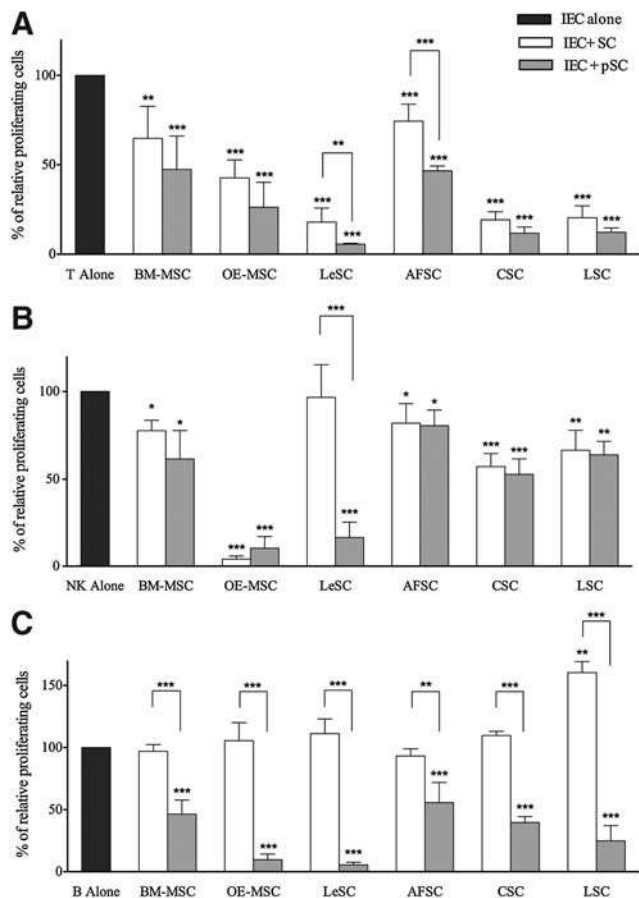 A
IEC alone
IEC+ SC
IEC + pSC
% of relative proliferating cells
100
50
0
** *** *** *** ** *** *** *** *** *** *** *** *** ***
T Alone BM-MSC OE-MSC LeSC AFSC CSC LSC
B
% of relative proliferating cells
100
50
0
* * *** *** *** *** * * *** *** ** **
NK Alone BM-MSC OE-MSC LeSC AFSC CSC LSC
C
% of relative proliferating cells
150
100
50
0
*** *** *** *** *** *** ** *** *** *** *** ** ***
B Alone BM-MSC OE-MSC LeSC AFSC CSC LSC